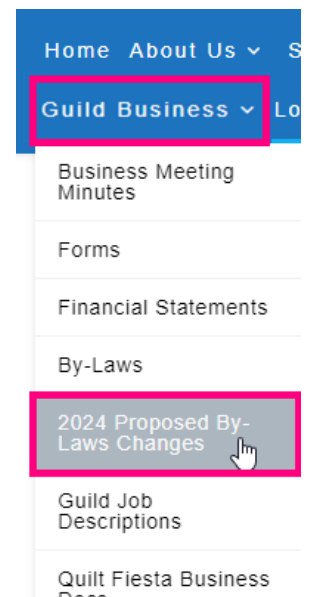 Home About Us
S
Guild Business
Lo
Business Meeting
Minutes
Forms
Financial Statements
By-Laws
2024 Proposed By-
Laws Changes
Guild Job
Descriptions
Quilt Fiesta Business